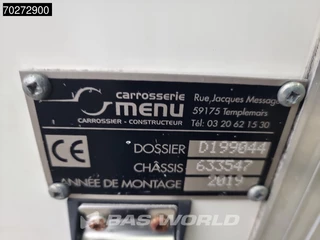 70272900
carrosserie
menu
CARROSSIER - CONSTRUCTEUR
Rue Jacques Messager
59175 Templemars
Tél: 03 20 62 15 30
CE
DOSSIER D199044
CHÂSSIS 633547
ANNÉE DE MONTAGE 2019
BAS WORLD